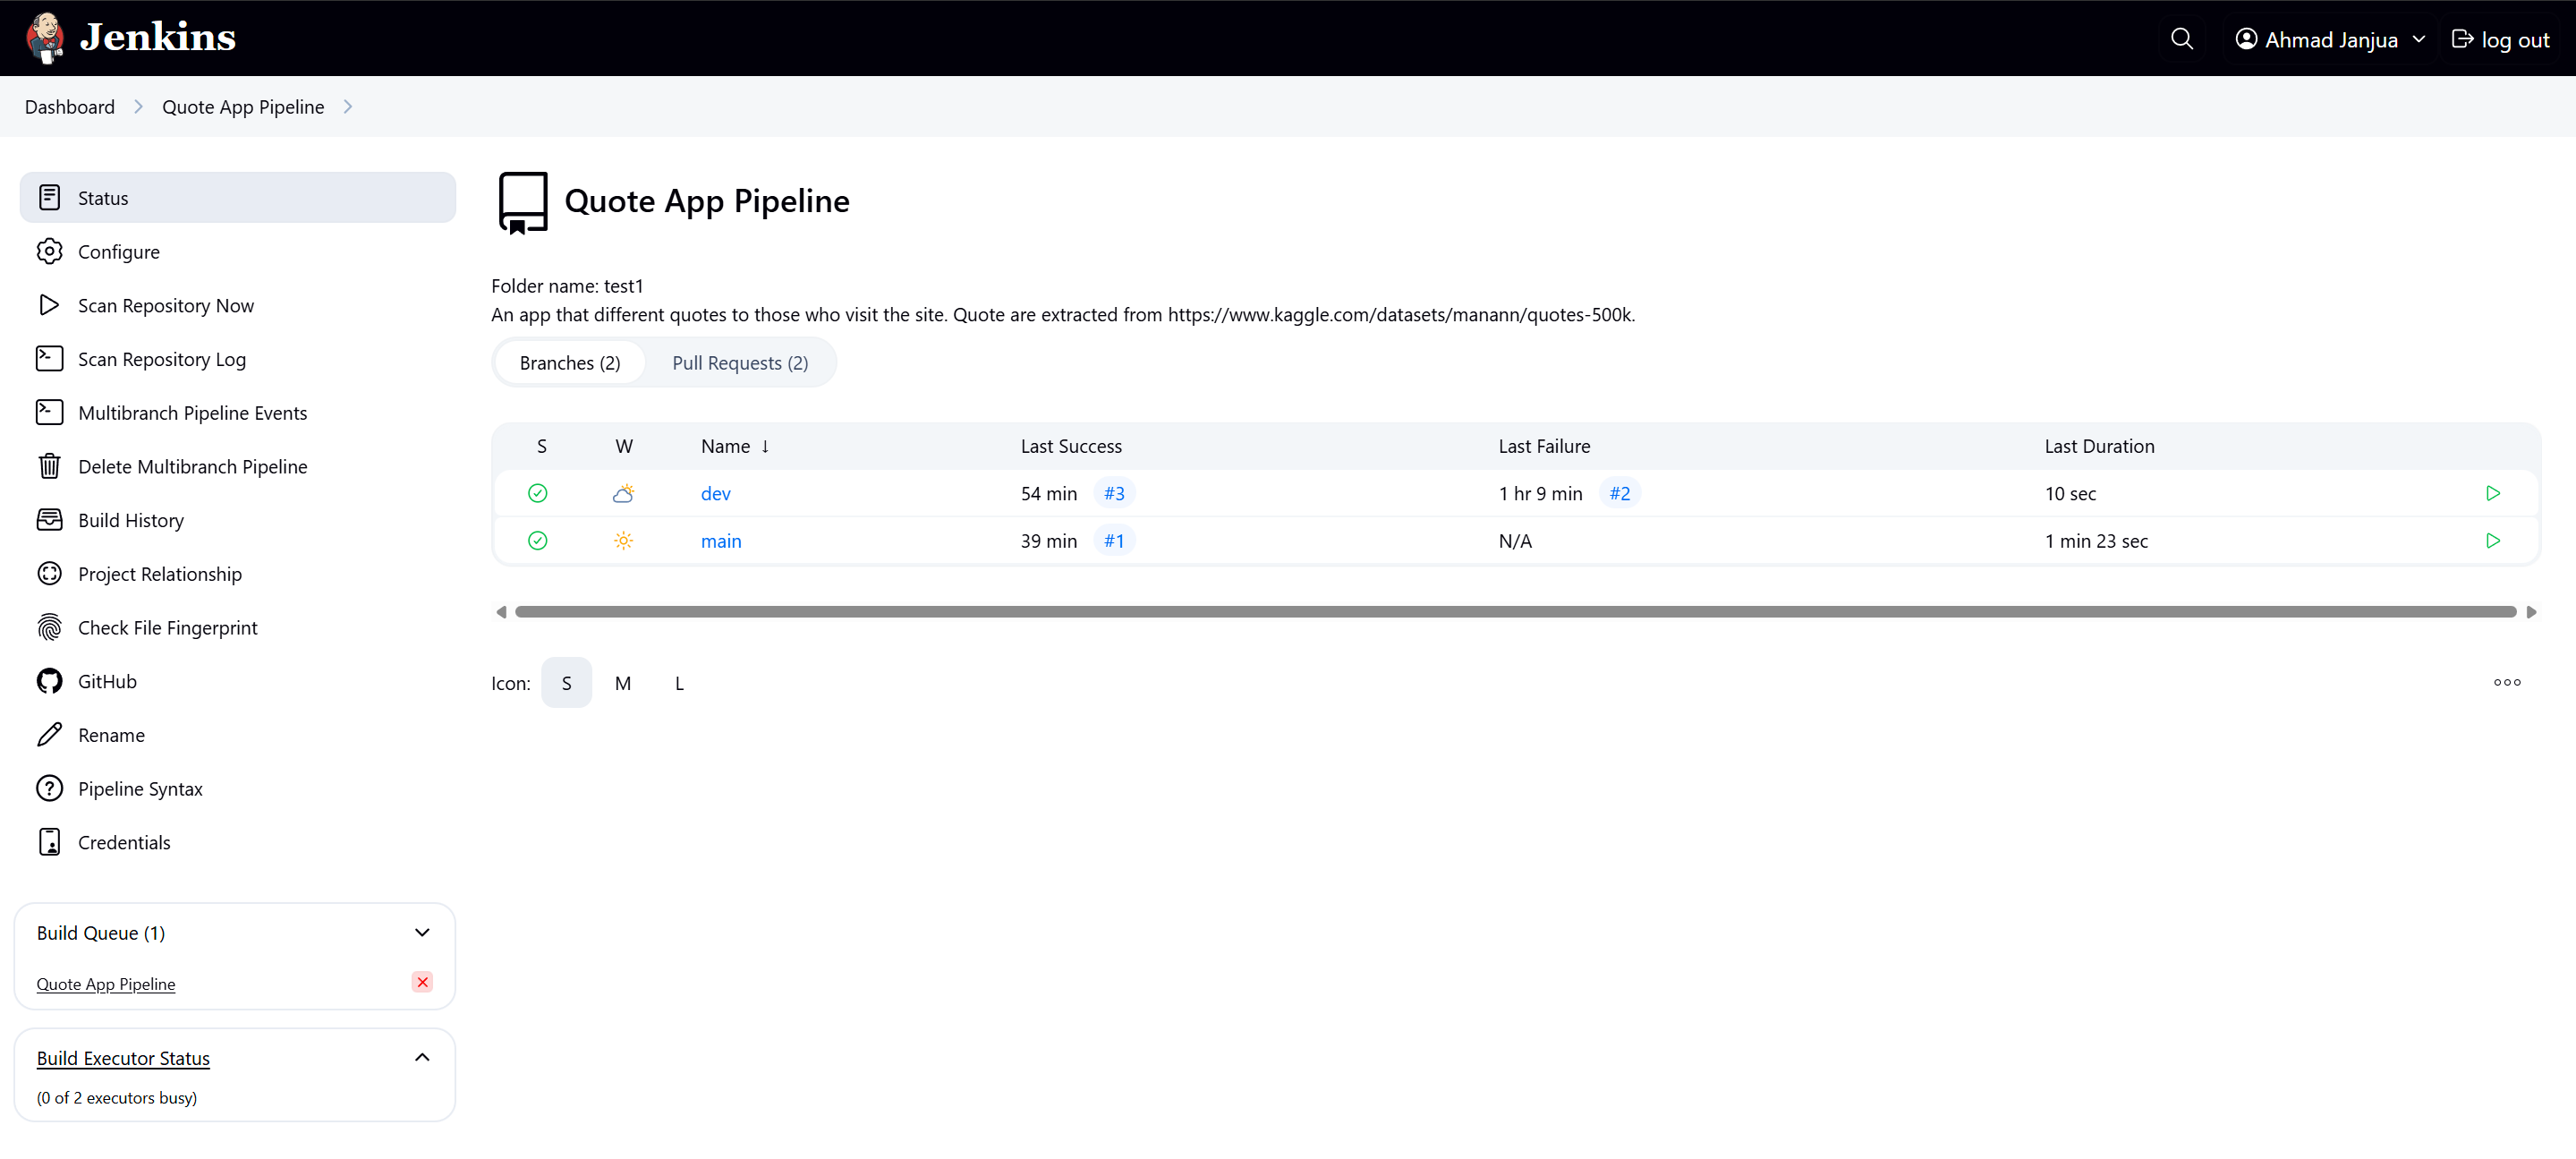 Jenkins
Ahmad Janjua
log out
Dashboard
Quote App Pipeline
Status
Configure
Scan Repository Now
Scan Repository Log
Multibranch Pipeline Events
Delete Multibranch Pipeline
Build History
Project Relationship
Check File Fingerprint
GitHub
Rename
Pipeline Syntax
Credentials
Build Queue (1)
Quote App Pipeline
Build Executor Status
(0 of 2 executors busy)
Quote App Pipeline
Folder name: test1
An app that different quotes to those who visit the site. Quote are extracted from https://www.kaggle.com/datasets/manann/quotes-500k.
Branches (2) Pull Requests (2)
S W Name ↓ Last Success Last Failure Last Duration
dev 54 min #3 1 hr 9 min #2 10 sec
main 39 min #1 N/A 1 min 23 sec
Icon: S M L